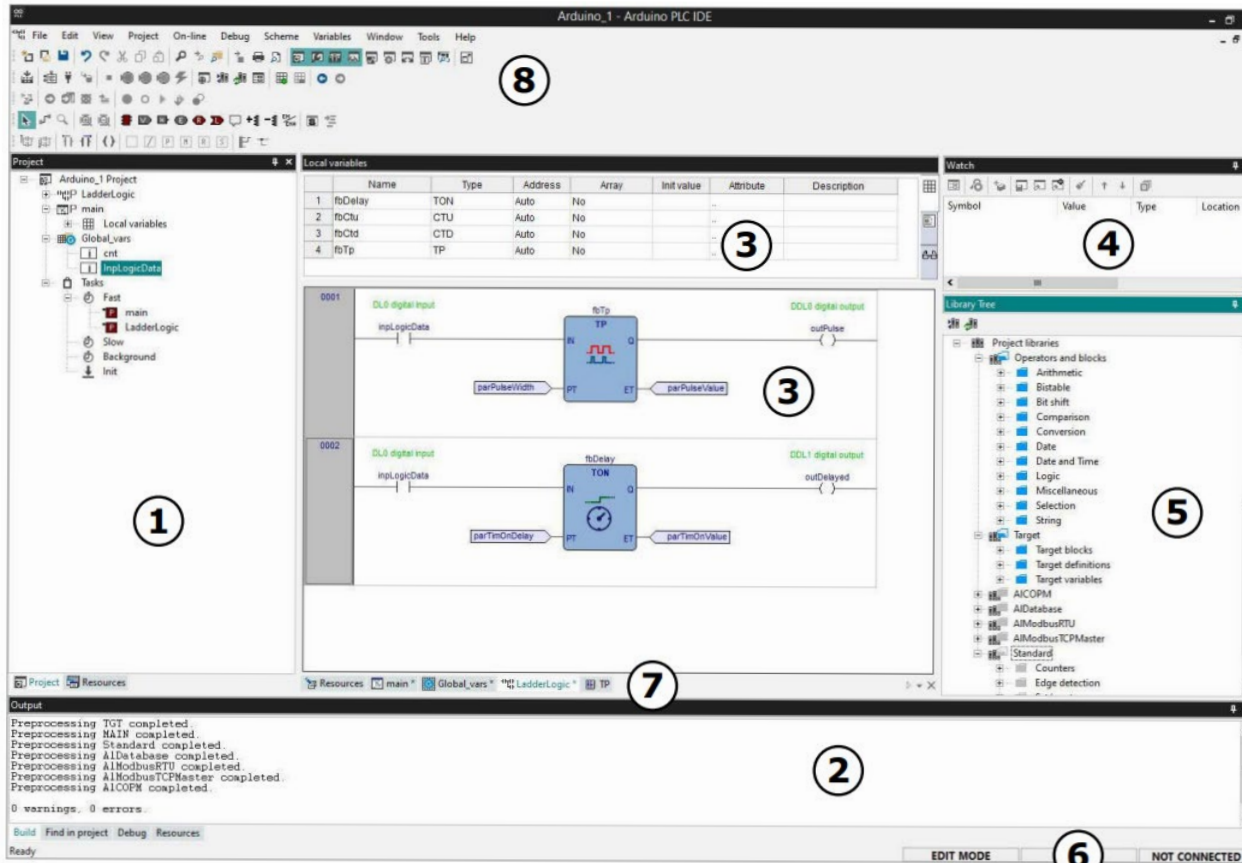 Arduino_1 - Arduino PLC IDE
File Edit View Project On-line Debug Scheme Variables Window Tools Help
8
Project
Arduino_1 Project
LadderLogic
main
Local variables
Global_vars
cnt
InpLogicData
Tasks
Fast
main
LadderLogic
Slow
Background
Init
1
Project Resources
Local variables
Name Type Address Array Init value Attribute Description
1 fbDelay TON Auto No ..
2 fbCtu CTU Auto No ..
3 fbCtd CTD Auto No ..
4 fbTp TP Auto No ..
3
0001
DL0 digital input fbTp DDL0 digital output
inpLogicData TP outPulse
IN Q
parPulseWidth PT ET parPulseValue
3
0002
DL0 digital input fbDelay DDL1 digital output
inpLogicData TON outDelayed
IN Q
parTimOnDelay PT ET parTimOnValue
Resources main* Global_vars* LadderLogic* TP
7
Watch
Symbol Value Type Location
4
Library Tree
Project libraries
Operators and blocks
Arithmetic
Bistable
Bit shift
Comparison
Conversion
Date
Date and Time
Logic
Miscellaneous
Selection
String
Target
Target blocks
Target definitions
Target variables
AlCOPM
AlDatabase
AlModbusRTU
AlModbusTCPMaster
Standard
Counters
Edge detection
5
Output
Preprocessing TGT completed.
Preprocessing MAIN completed.
Preprocessing Standard completed.
Preprocessing AlDatabase completed.
Preprocessing AlModbusRTU completed.
Preprocessing AlModbusTCPMaster completed.
Preprocessing AlCOPM completed.
0 warnings, 0 errors.
2
Build Find in project Debug Resources
Ready EDIT MODE 6 NOT CONNECTED